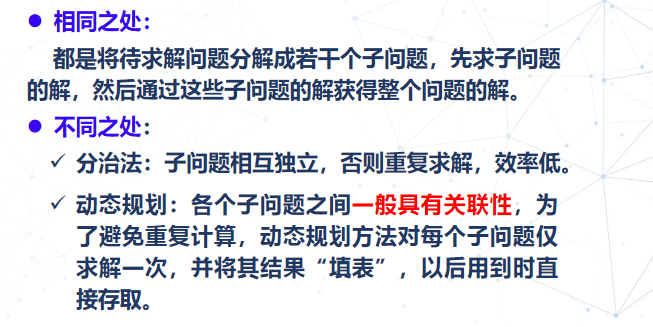 ● 相同之处：
都是将待求解问题分解成若干个子问题，先求子问题
的解，然后通过这些子问题的解获得整个问题的解。
● 不同之处：
✓ 分治法：子问题相互独立，否则重复求解，效率低。
✓ 动态规划：各个子问题之间一般具有关联性，为
了避免重复计算，动态规划方法对每个子问题仅
求解一次，并将其结果“填表”，以后用到时直
接存取。